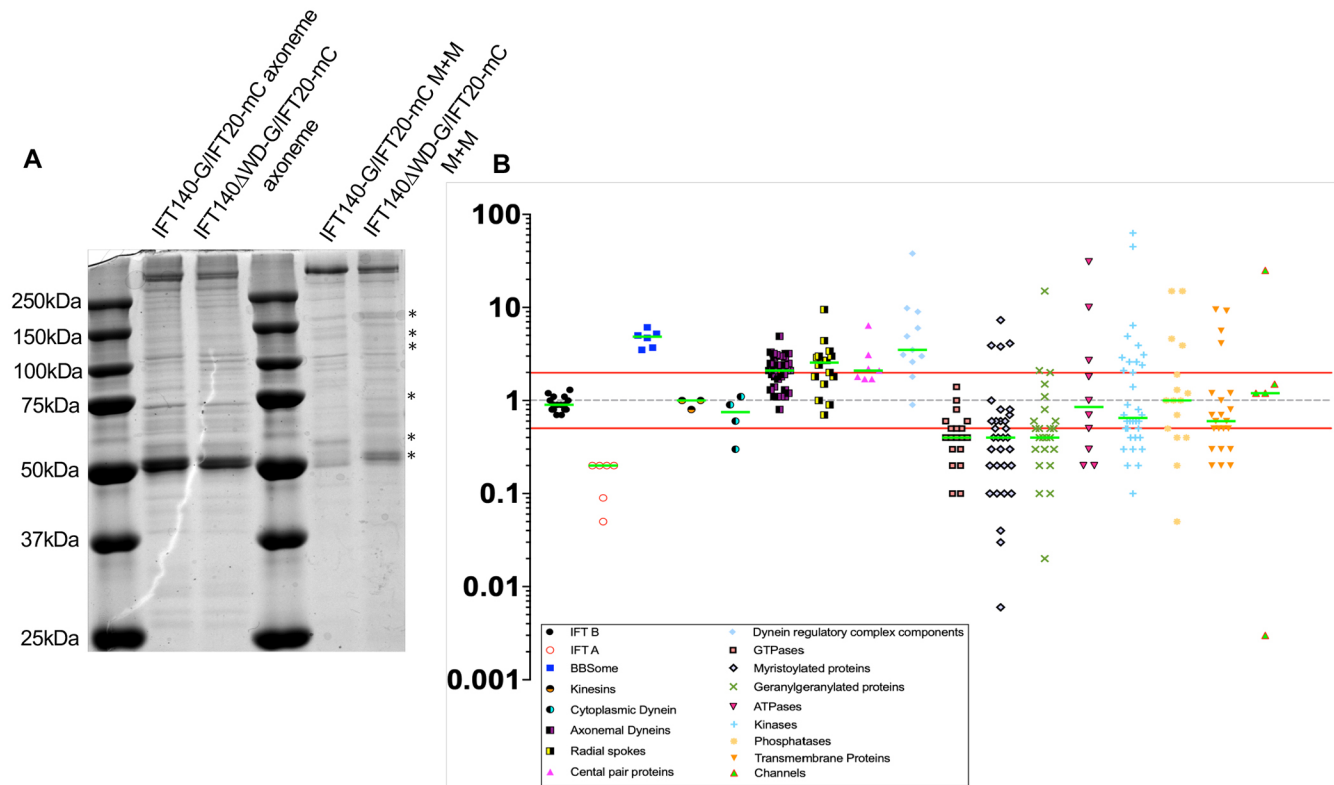 A
IFT140-G/IFT20-mC axoneme
IFT140ΔWD-G/IFT20-mC
axoneme
IFT140-G/IFT20-mC M+M
IFT140ΔWD-G/IFT20-mC
M+M
250kDa
150kDa
100kDa
75kDa
50kDa
37kDa
25kDa
*
*
*
*
*
*
B
100
10
1
0.1
0.01
0.001
IFT B
IFT A
BBSome
Kinesins
Cytoplasmic Dynein
Axonemal Dyneins
Radial spokes
Cental pair proteins
Dynein regulatory complex components
GTPases
Myristoylated proteins
Geranylgeranylated proteins
ATPases
Kinases
Phosphatases
Transmembrane Proteins
Channels